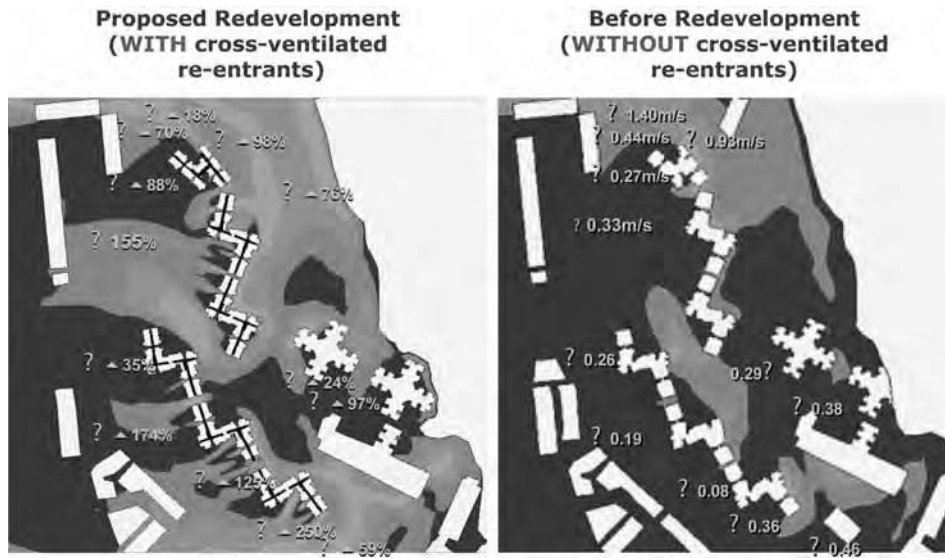 Proposed Redevelopment
(WITH cross-ventilated
re-entrants)
? ▲18%
? ▲70%
? ▲98%
? ▲88%
? ▲76%
? 155%
? ▲35%
? ▲24%
? ▲97%
? ▲174%
? ▲125%
? ▲250%
? ▲59%
Before Redevelopment
(WITHOUT cross-ventilated
re-entrants)
? 1.40m/s
? 0.44m/s
? 0.93m/s
? 0.27m/s
? 0.33m/s
? 0.26
0.29?
? 0.38
? 0.19
? 0.08
? 0.36
? 0.46